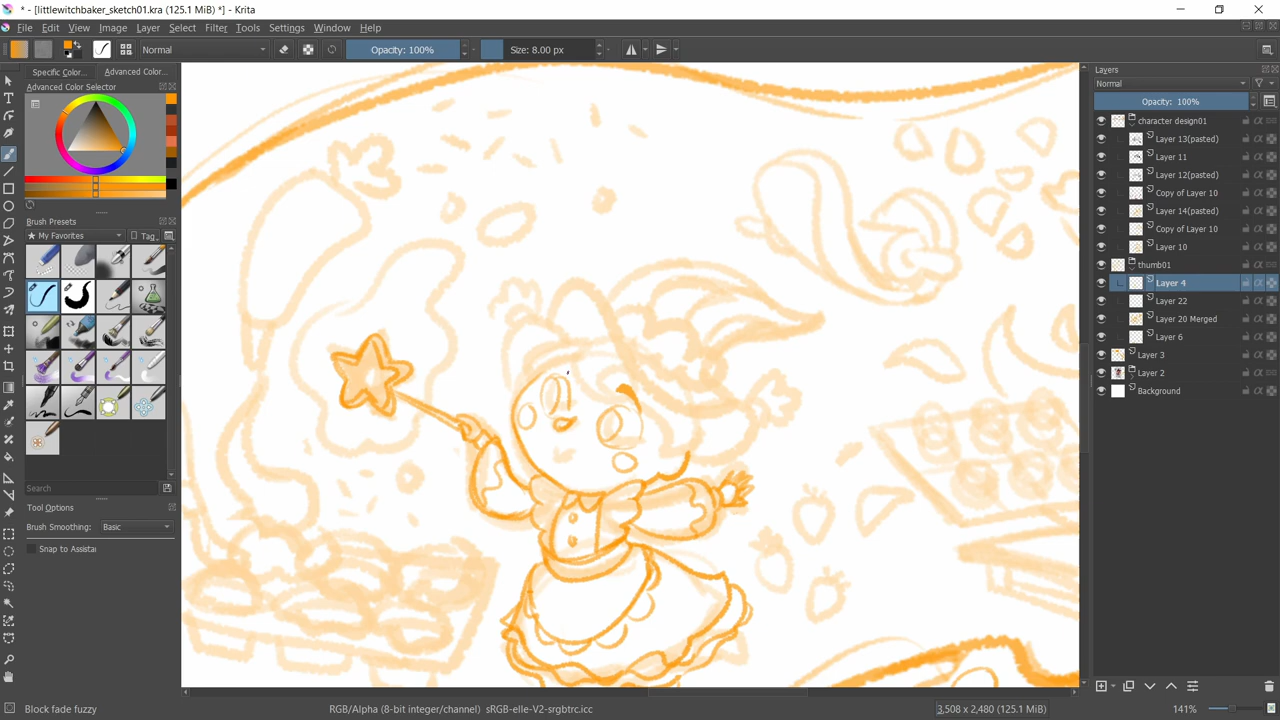 * - [littlewitchbaker_sketch01.kra (125.1 MiB) *] - Krita
File Edit View Image Layer Select Filter Tools Settings Window Help
Normal Opacity: 100% Size: 8.00 px
Specific Color... Advanced Color...
Advanced Color Selector
Brush Presets
★ My Favorites Tag
Search
Tool Options
Brush Smoothing: Basic
Snap to Assistar
Layers
Normal
Opacity: 100%
character design01
Layer 13(pasted)
Layer 11
Layer 12(pasted)
Copy of Layer 10
Layer 14(pasted)
Copy of Layer 10
Layer 10
thumb01
Layer 4
Layer 22
Layer 20 Merged
Layer 6
Layer 3
Layer 2
Background
Block fade fuzzy RGB/Alpha (8-bit integer/channel) sRGB-elle-V2-srgbtrc.icc 3,508 x 2,480 (125.1 MiB) 141%